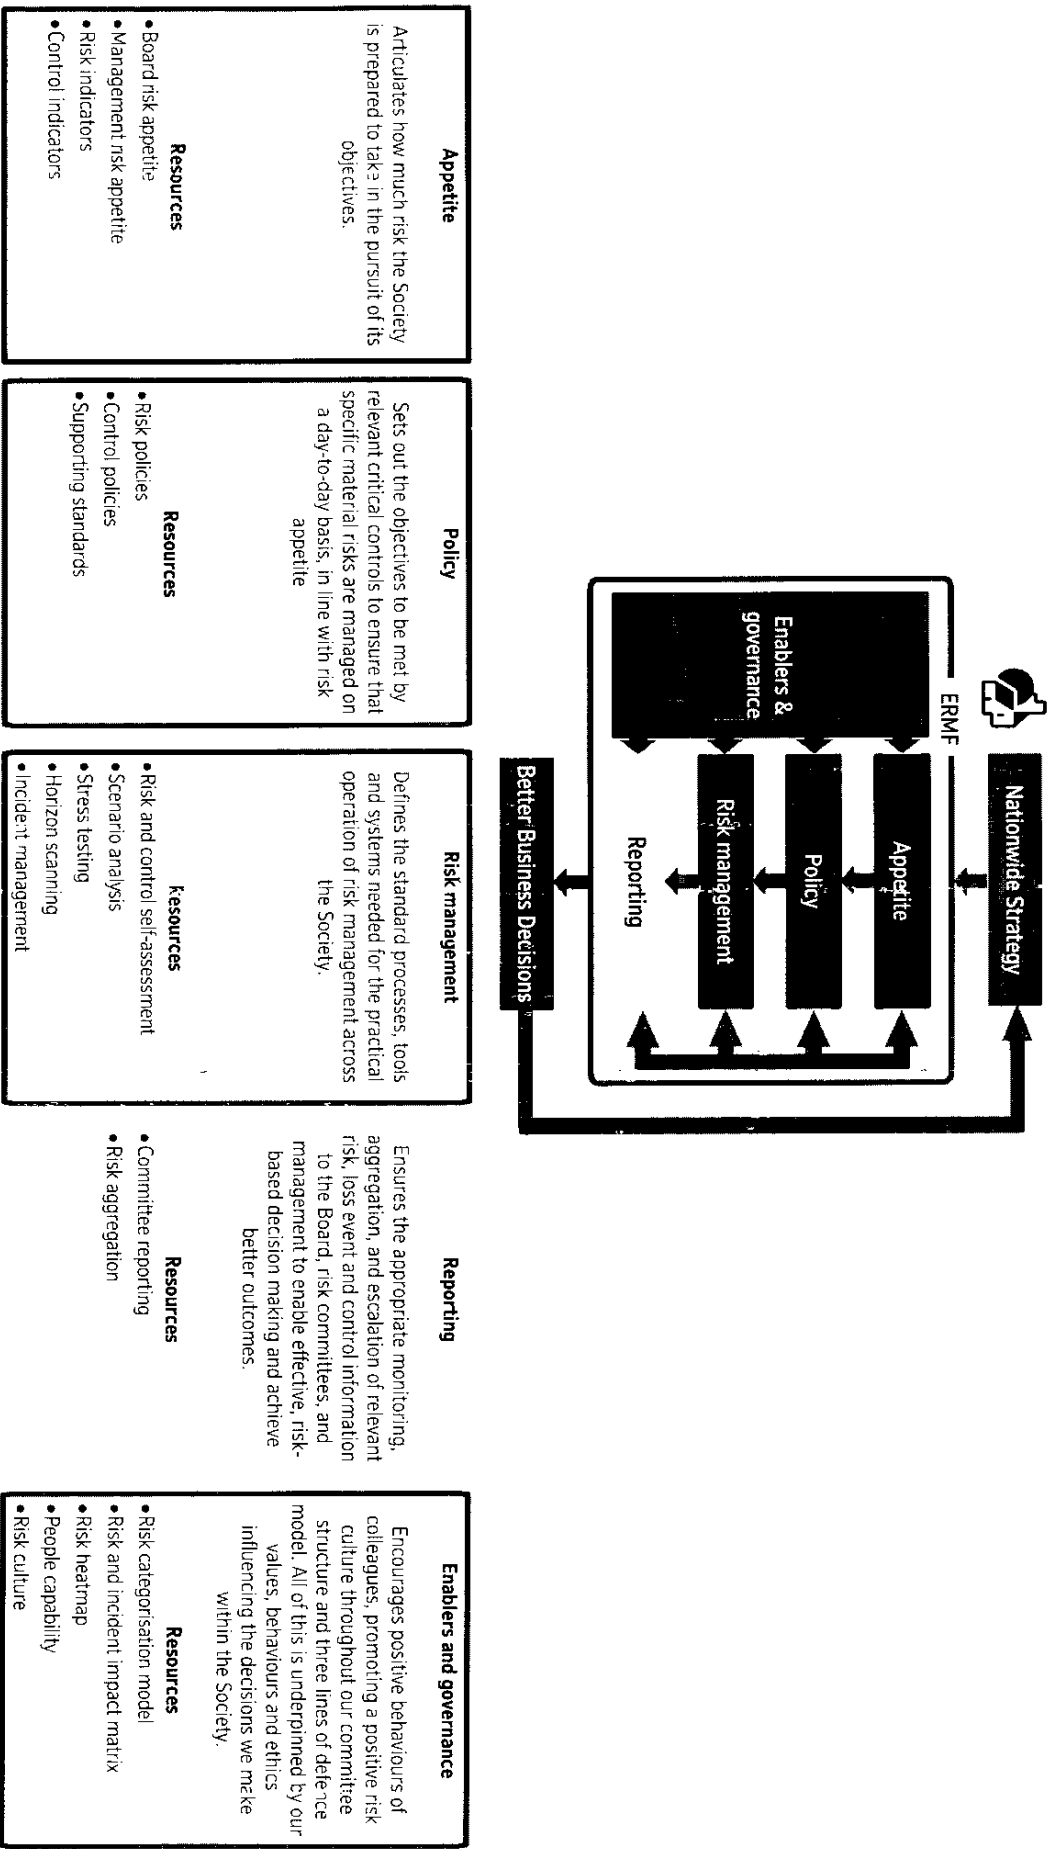 Nationwide Strategy
ERMF
Enablers &
governance
Appetite
Policy
Risk management
Reporting
Better Business Decisions
Appetite
Articulates how much risk the Society
is prepared to take in the pursuit of its
objectives.
Resources
• Board risk appetite
• Management risk appetite
• Risk indicators
• Control indicators
Policy
Sets out the objectives to be met by
relevant critical controls to ensure that
specific material risks are managed on
a day-to-day basis, in line with risk
appetite
Resources
• Risk policies
• Control policies
• Supporting standards
Risk management
Defines the standard processes, tools
and systems needed for the practical
operation of risk management across
the Society.
Resources
• Risk and control self-assessment
• Scenario analysis
• Stress testing
• Horizon scanning
• Incident management
Reporting
Ensures the appropriate monitoring,
aggregation, and escalation of relevant
risk, loss event and control information
to the Board, risk committees, and
management to enable effective, risk-
based decision making and achieve
better outcomes.
Resources
• Committee reporting
• Risk aggregation
Enablers and governance
Encourages positive behaviours of
colleagues, promoting a positive risk
culture throughout our committee
structure and three lines of defence
model. All of this is underpinned by our
values, behaviours and ethics
influencing the decisions we make
within the Society.
Resources
• Risk categorisation model
• Risk and incident impact matrix
• Risk heatmap
• People capability
• Risk culture